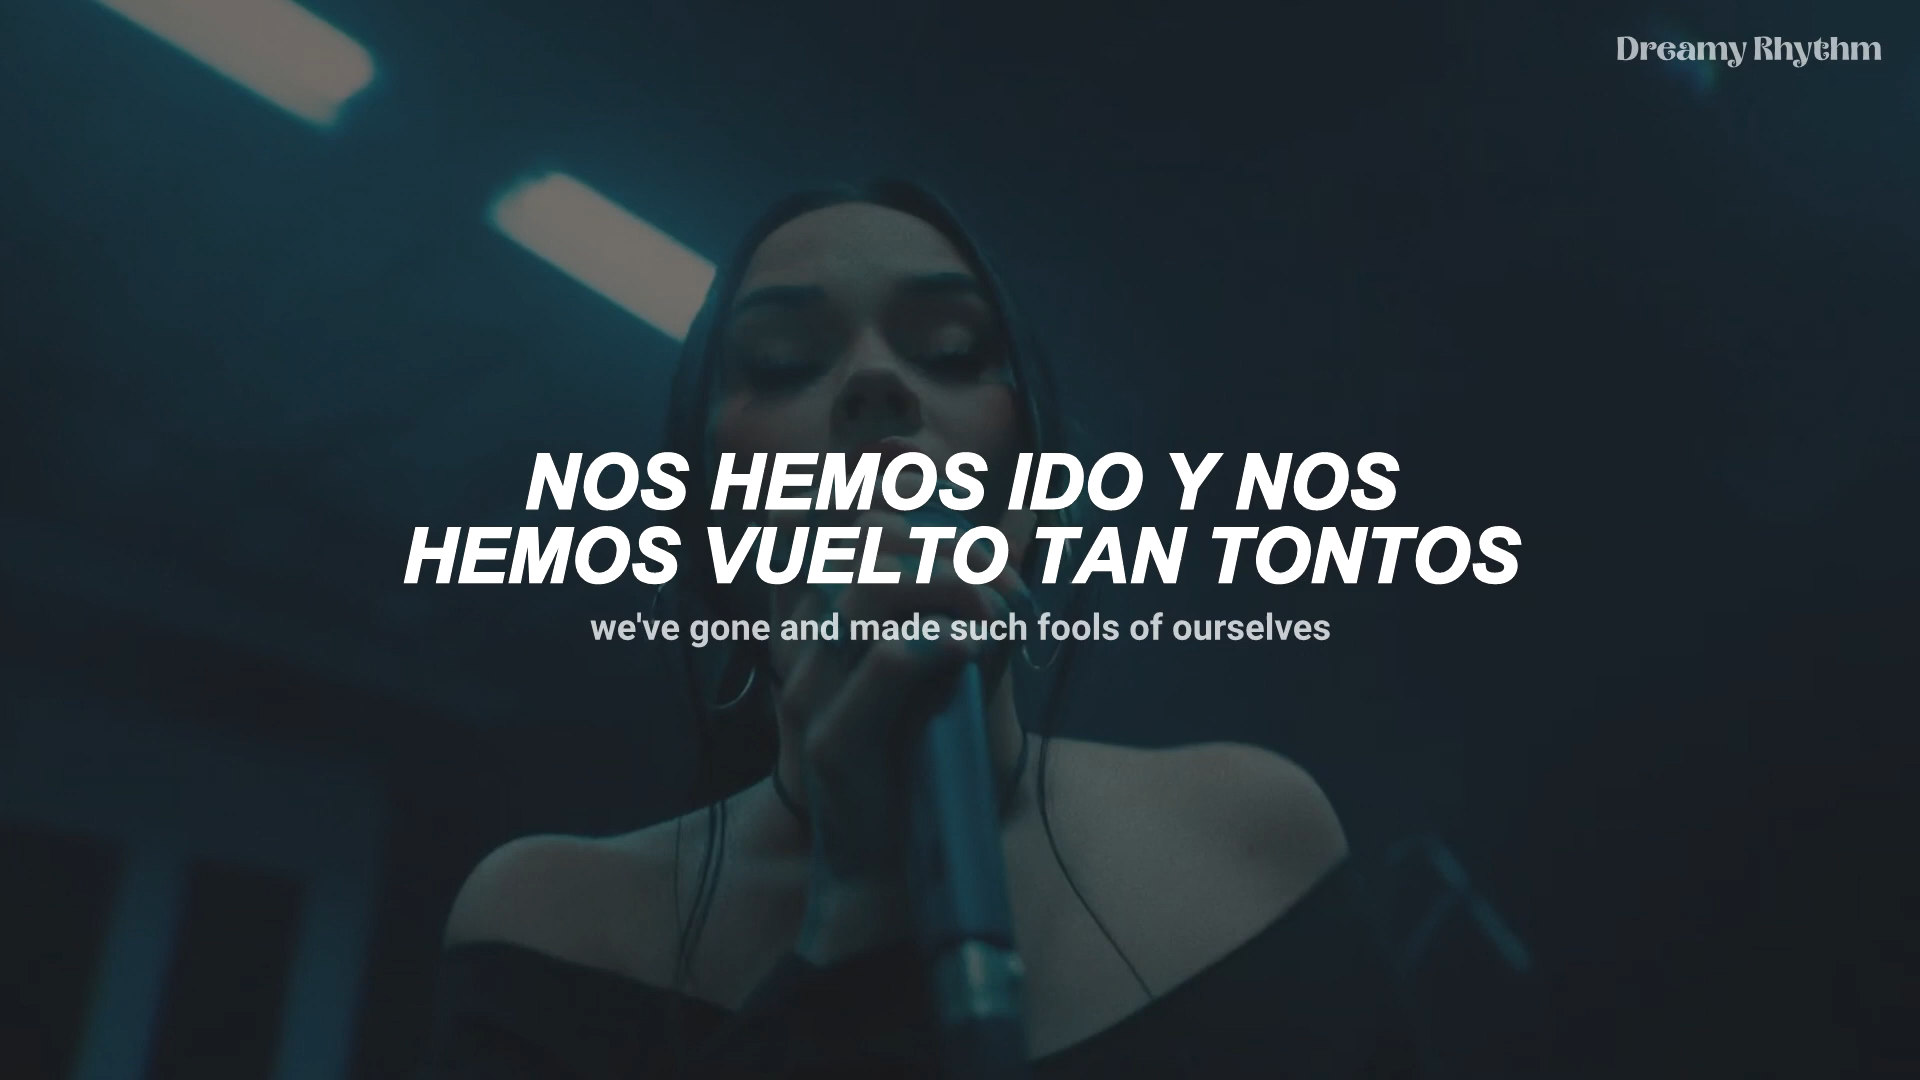 Dreamy Rhythm
NOS HEMOS IDO Y NOS
HEMOS VUELTO TAN TONTOS
we've gone and made such fools of ourselves